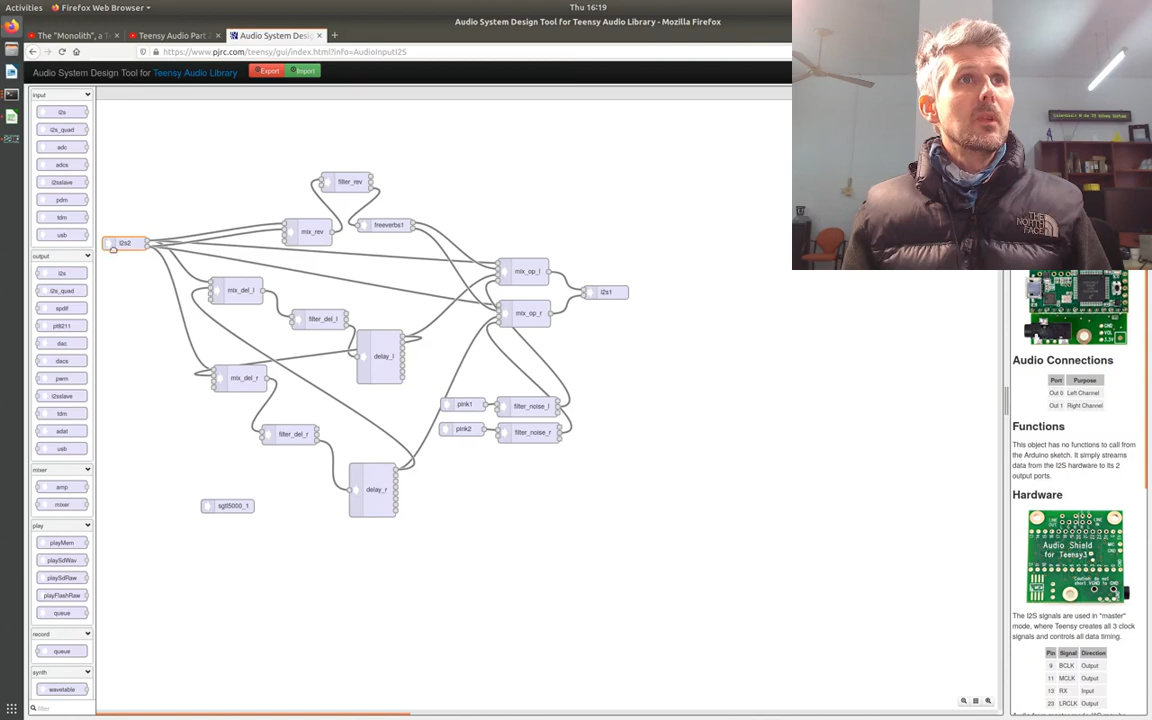 Activities
Firefox Web Browser
Thu 16:19
Audio System Design Tool for Teensy Audio Library - Mozilla Firefox
The "Monolith", a T
Teensy Audio Part
Audio System Desi
https://www.pjrc.com/teensy/gui/index.html?info=AudioInputI2S
Audio System Design Tool for Teensy Audio Library
Export
Import
input
i2s
i2s_quad
adc
adcs
i2sslave
pdm
tdm
usb
output
i2s
i2s_quad
spdif
pt8211
dac
dacs
pwm
i2sslave
tdm
adat
usb
mixer
amp
mixer
play
playMem
playSdWav
playSdRaw
playFlashRaw
queue
record
queue
synth
wavetable
filter
filter_rev
i2s2
mix_rev
freeverbs1
mix_op_l
mix_del_l
i2s1
filter_del_l
mix_op_r
delay_l
mix_del_r
pink1
filter_noise_l
pink2
filter_noise_r
filter_del_r
delay_r
sgtl5000_1
THE
NORTH
FACE
Audio Connections
Port Purpose
Out 0 Left Channel
Out 1 Right Channel
Functions
This object has no functions to call from
the Arduino sketch. It simply streams
data from the I2S hardware to its 2
output ports.
Hardware
Audio Shield
for Teensy3
The I2S signals are used in "master"
mode, where Teensy creates all 3 clock
signals and controls all data timing.
Pin Signal Direction
9 BCLK Output
11 MCLK Output
13 RX Input
23 LRCLK Output